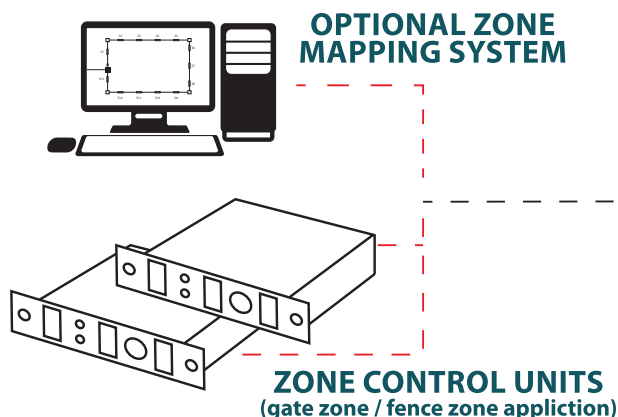 OPTIONAL ZONE
MAPPING SYSTEM
ZONE CONTROL UNITS
(gate zone / fence zone appliction)